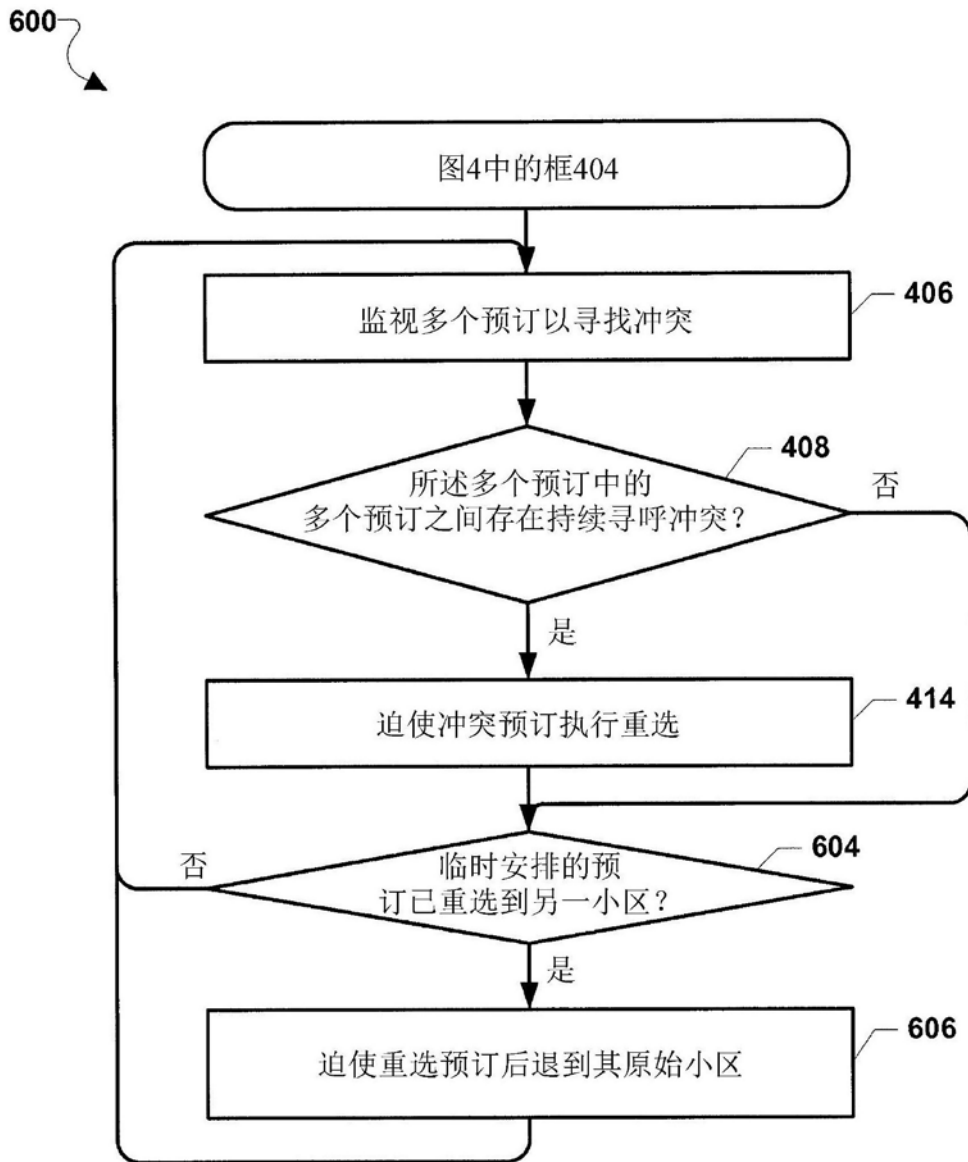 600
图4中的框404
监视多个预订以寻找冲突
406
408
所述多个预订中的
多个预订之间存在持续寻呼冲突？
否
是
迫使冲突预订执行重选
414
否
临时安排的预
订已重选到另一小区？
604
是
迫使重选预订后退到其原始小区
606